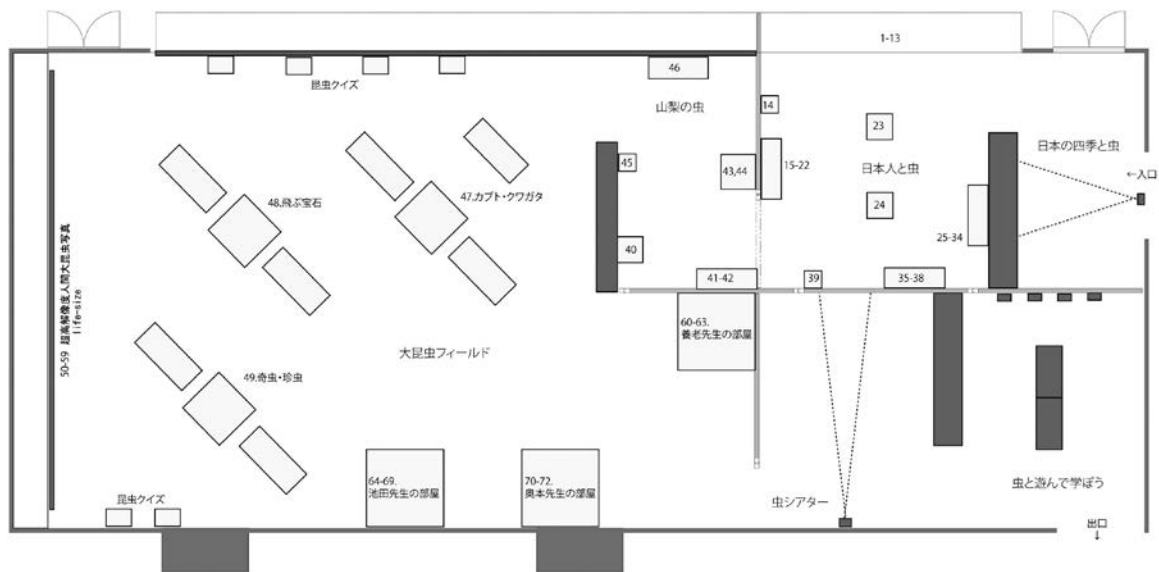 1-13
46
昆虫クイズ
山梨の虫
14
23
日本の四季と虫
45
43,44
15-22
日本人と虫
←入口
47.カブト・クワガタ
48.飛ぶ宝石
24
25-34
40
41-42
39
35-38
50-59 超高解像度人間大昆虫写真
life-size
60-63.
養老先生の部屋
大昆虫フィールド
49.奇虫・珍虫
64-69.
池田先生の部屋
70-72.
奥本先生の部屋
昆虫クイズ
虫シアター
虫と遊んで学ぼう
出口
↓